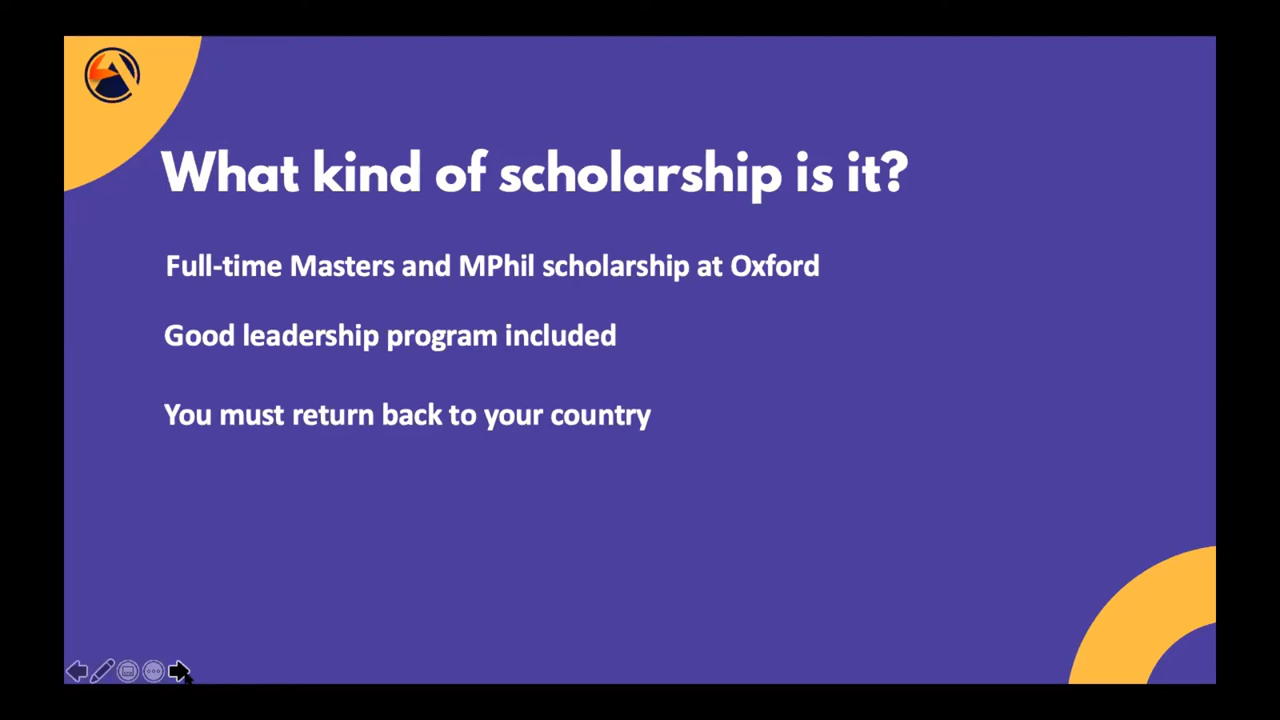 What kind of scholarship is it?
Full-time Masters and MPhil scholarship at Oxford
Good leadership program included
You must return back to your country